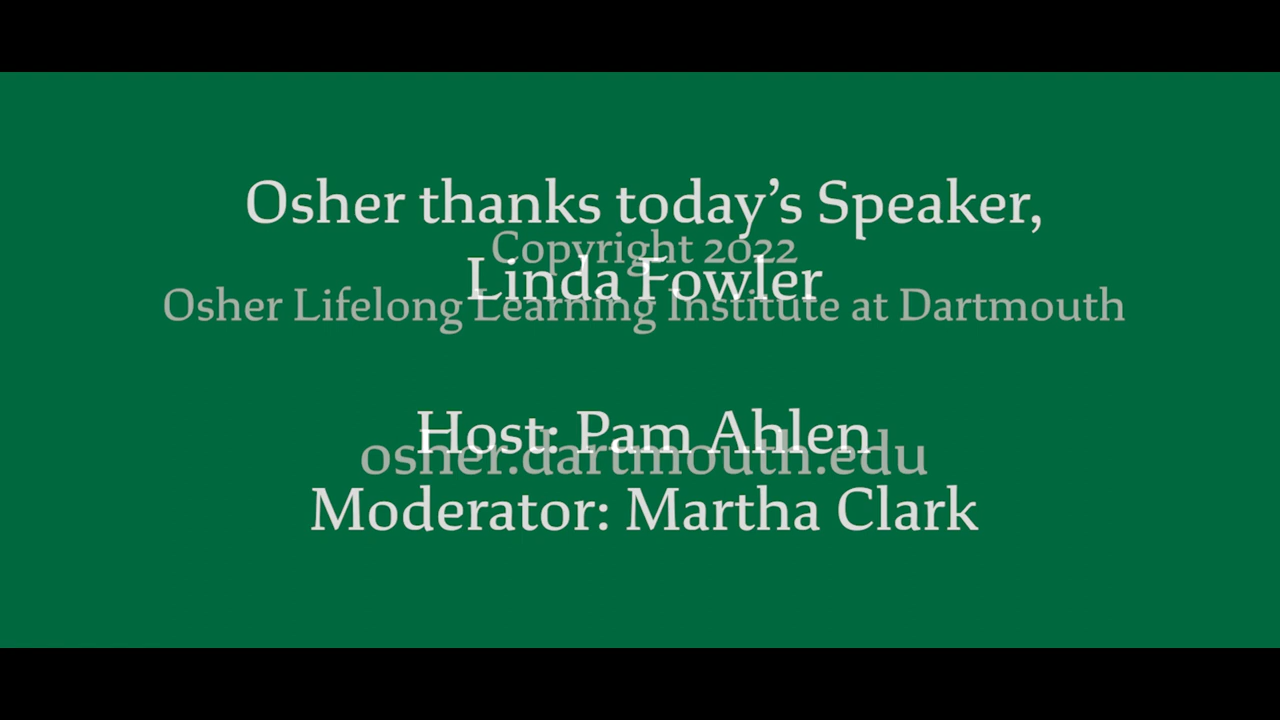 Osher thanks today's Speaker,
Copyright 2022
Linda Fowler
Osher Lifelong Learning Institute at Dartmouth
Host: Pam Ahlen
osher.dartmouth.edu
Moderator: Martha Clark